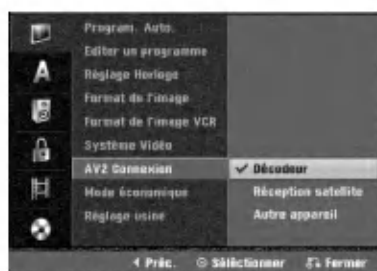 Program. Auto.
Editer un programme
Réglage Horloge
Format de l'image
Format de l'image VCR
Système Vidéo
AV2 Connexion
✓ Décodeur
Mode économique
Réception satellite
Réglage usine
Autre appareil
A
◄ Préc.
⊙ Sélectionner
Fermer